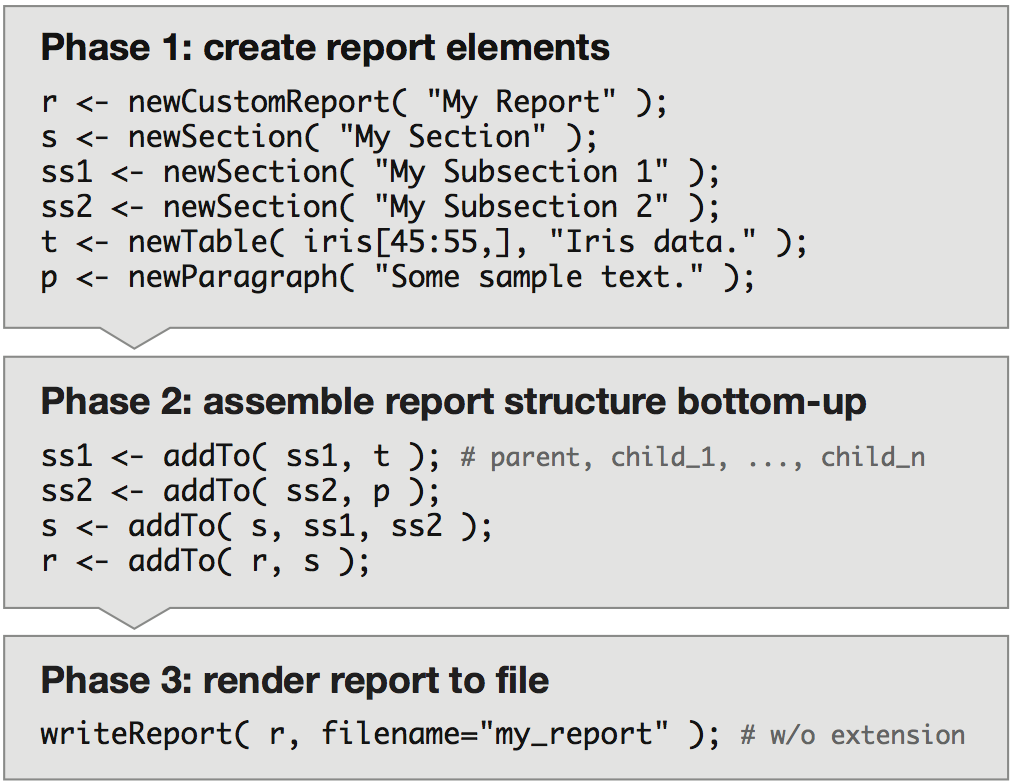 Phase 1: create report elements
r <- newCustomReport( "My Report" );
s <- newSection( "My Section" );
ss1 <- newSection( "My Subsection 1" );
ss2 <- newSection( "My Subsection 2" );
t <- newTable( iris[45:55,], "Iris data." );
p <- newParagraph( "Some sample text." );
Phase 2: assemble report structure bottom-up
ss1 <- addTo( ss1, t ); # parent, child_1, ..., child_n
ss2 <- addTo( ss2, p );
s <- addTo( s, ss1, ss2 );
r <- addTo( r, s );
Phase 3: render report to file
writeReport( r, filename="my_report" ); # w/o extension